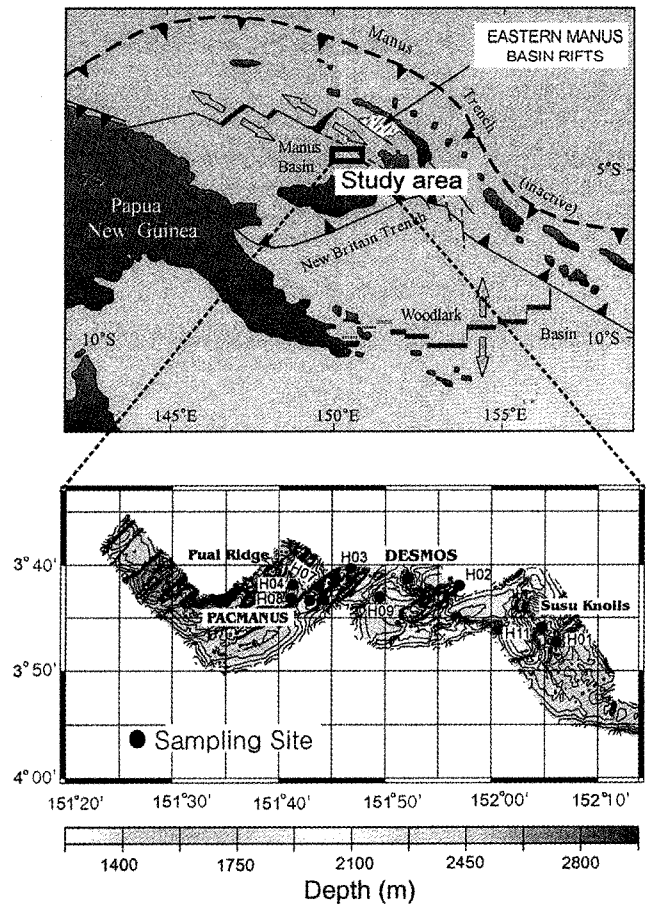 EASTERN MANUS
BASIN RIFTS
Manus
Trench
(inactive)
5°S
Manus
Basin
Study area
Papua
New Guinea
New Britain Trench
Woodlark
Basin
10°S
10°S
145°E
150°E
155°E
3°40'
3°50'
4°00'
Pual Ridge
H03
DESMOS
H04
H07
H02
H08
PACMANUS
H09
Susu Knolls
H11
H01
Sampling Site
151°20'
151°30'
151°40'
151°50'
152°00'
152°10'
1400
1750
2100
2450
2800
Depth (m)